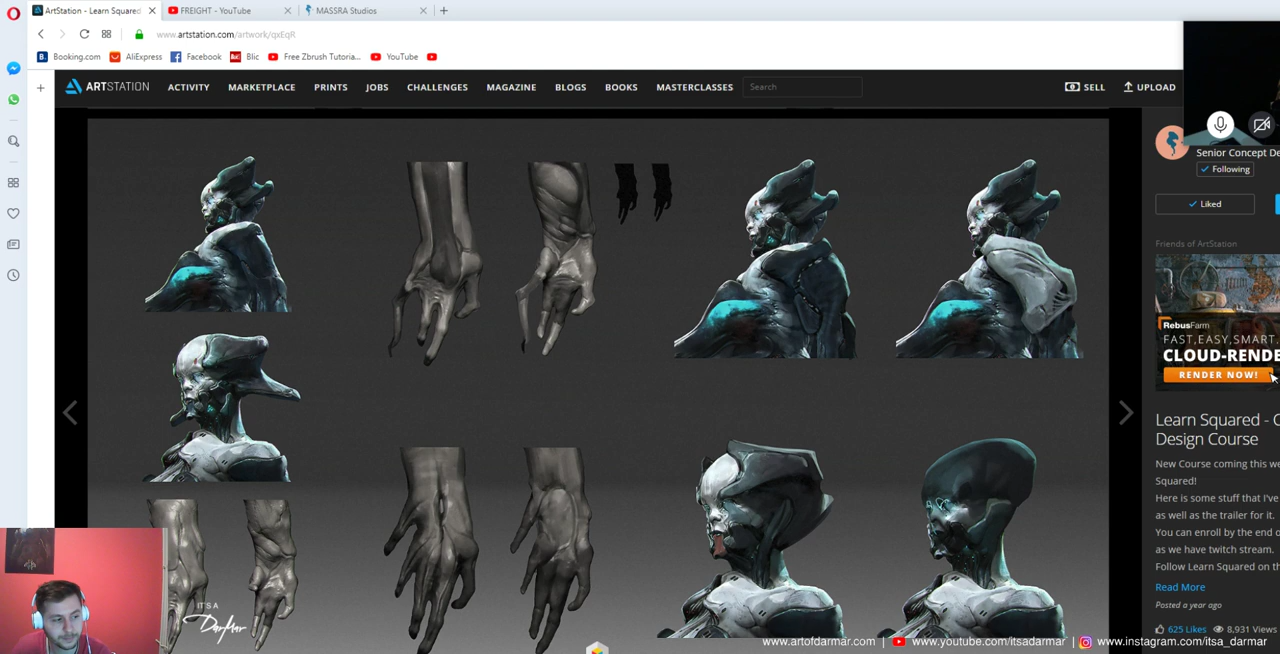 ArtStation - Learn Squared
FREIGHT - YouTube
MASSRA Studios
www.artstation.com/artwork/qxEqR
Booking.com
AliExpress
Facebook
Blic
Free Zbrush Tutoria...
YouTube
ARTSTATION
ACTIVITY
MARKETPLACE
PRINTS
JOBS
CHALLENGES
MAGAZINE
BLOGS
BOOKS
MASTERCLASSES
Search
SELL
UPLOAD
Senior Concept De
Following
Liked
Friends of ArtStation
RebusFarm
FAST,EASY,SMART,
CLOUD-RENDE
RENDER NOW!
Learn Squared - C
Design Course
New Course coming this we
Squared!
Here is some stuff that I've
as well as the trailer for it.
You can enroll by the end o
as we have twitch stream.
Follow Learn Squared on th
Read More
Posted a year ago
625 Likes
8,931 Views
IT'S A
DarMar
www.artofdarmar.com | www.youtube.com/itsadarmar | www.instagram.com/itsa_darmar